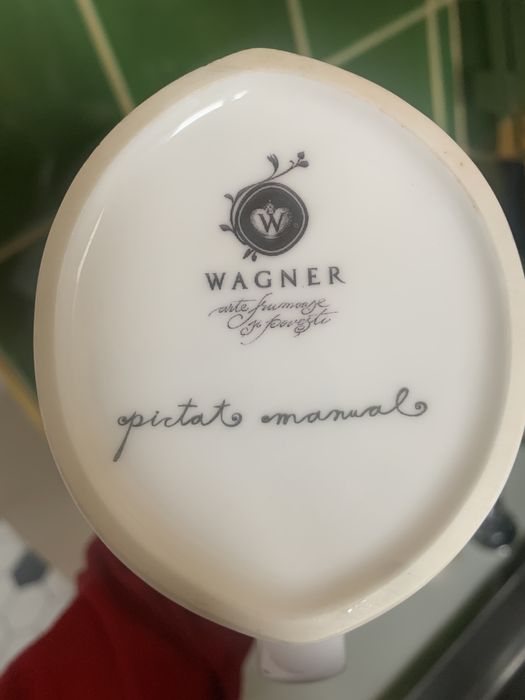 W
WAGNER
arte frumoase
și povești
pictat manual